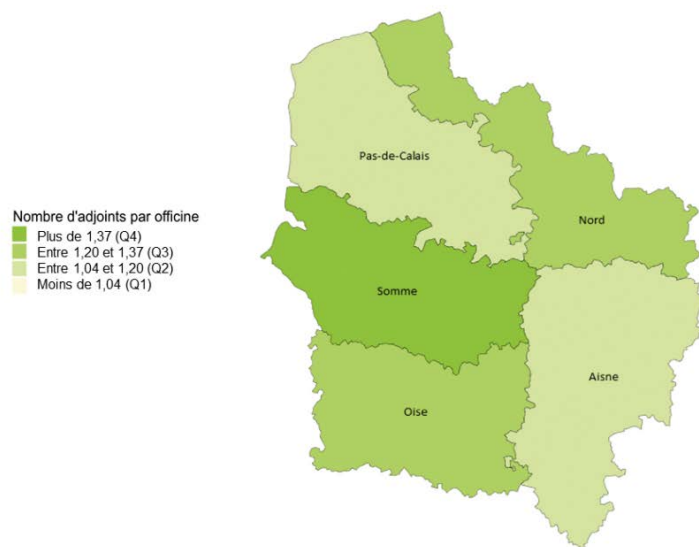 Pas-de-Calais
Nord
Nombre d'adjoints par officine
Plus de 1,37 (Q4)
Entre 1,20 et 1,37 (Q3)
Entre 1,04 et 1,20 (Q2)
Moins de 1,04 (Q1)
Somme
Aisne
Oise